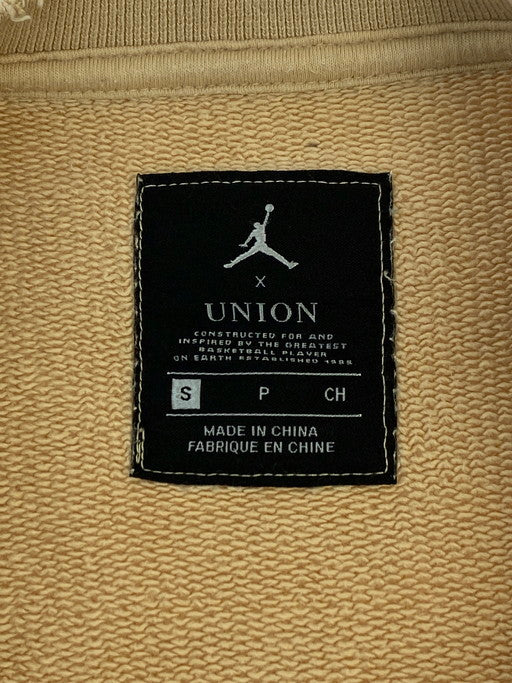 X
UNION
CONSTRUCTED FOR AND
INSPIRED BY THE GREATEST
BASKETBALL PLAYER
ON EARTH ESTABLISHED 1985
S P CH
MADE IN CHINA
FABRIQUE EN CHINE